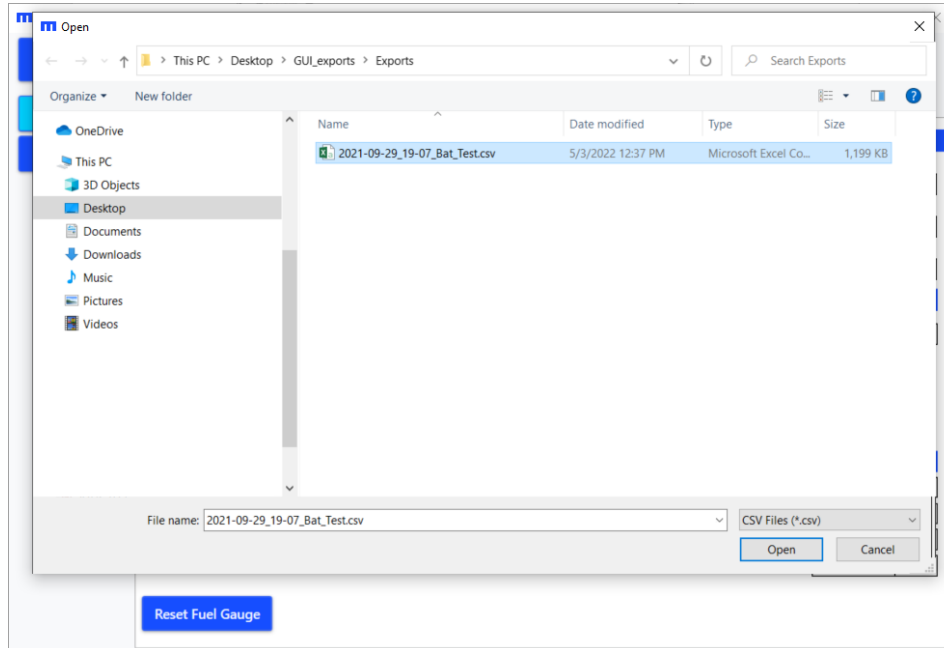 Open
This PC > Desktop > GUI_exports > Exports
Search Exports
Organize
New folder
OneDrive
This PC
3D Objects
Desktop
Documents
Downloads
Music
Pictures
Videos
Name Date modified Type Size
2021-09-29_19-07_Bat_Test.csv 5/3/2022 12:37 PM Microsoft Excel Co... 1,199 KB
File name: 2021-09-29_19-07_Bat_Test.csv CSV Files (*.csv)
Open Cancel
Reset Fuel Gauge